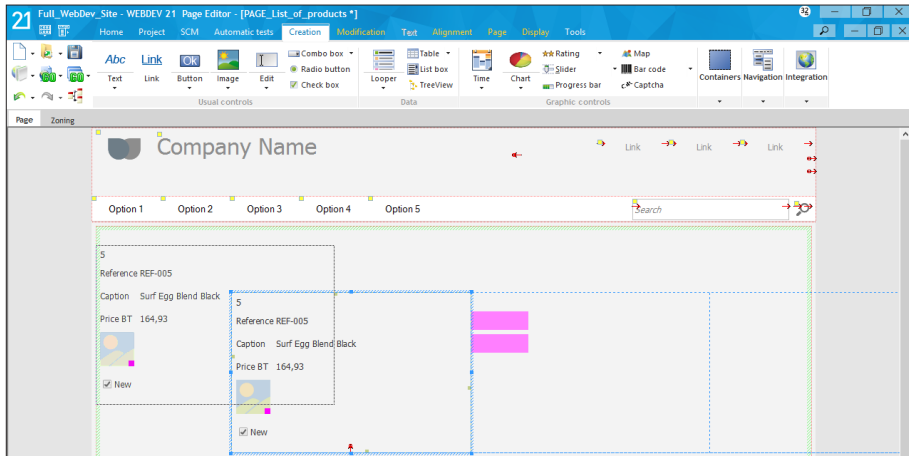 21 Full_WebDev_Site - WEBDEV 21 Page Editor - [PAGE_List_of_products *] 32
Home Project SCM Automatic tests Creation Modification Text Alignment Page Display Tools
Abc Link OK Combo box Table Rating Map
Radio button List box Slider Bar code
Text Link Button Image Edit Check box Looper TreeView Time Chart Progress bar Captcha Containers Navigation Integration
GO GO
Usual controls Data Graphic controls
Page Zoning
Company Name
Link Link Link
Option 1 Option 2 Option 3 Option 4 Option 5 Search
5
Reference REF-005
Caption Surf Egg Blend Black
Price BT 164,93
New
5
Reference REF-005
Caption Surf Egg Blend Black
Price BT 164,93
New